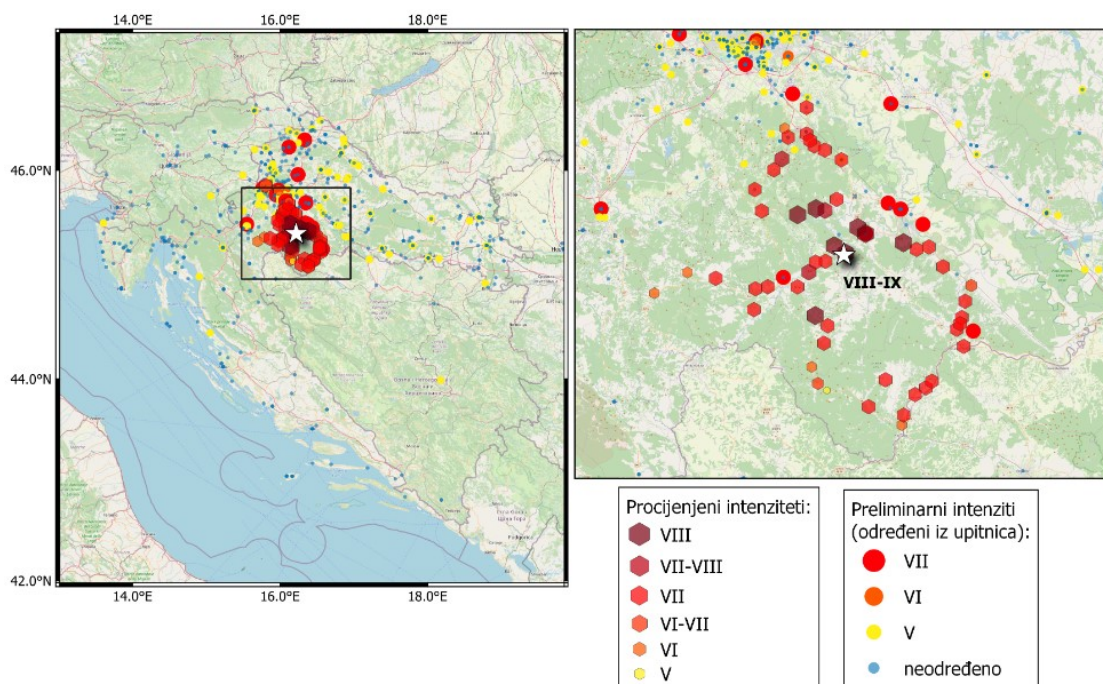 14.0°E 16.0°E 18.0°E
46.0°N
44.0°N
42.0°N
14.0°E 16.0°E 18.0°E
VIII-IX
Procijenjeni intenziteti:
VIII
VII-VIII
VII
VI-VII
VI
V
Preliminarni intenziti
(određeni iz upitnica):
VII
VI
V
neodređeno